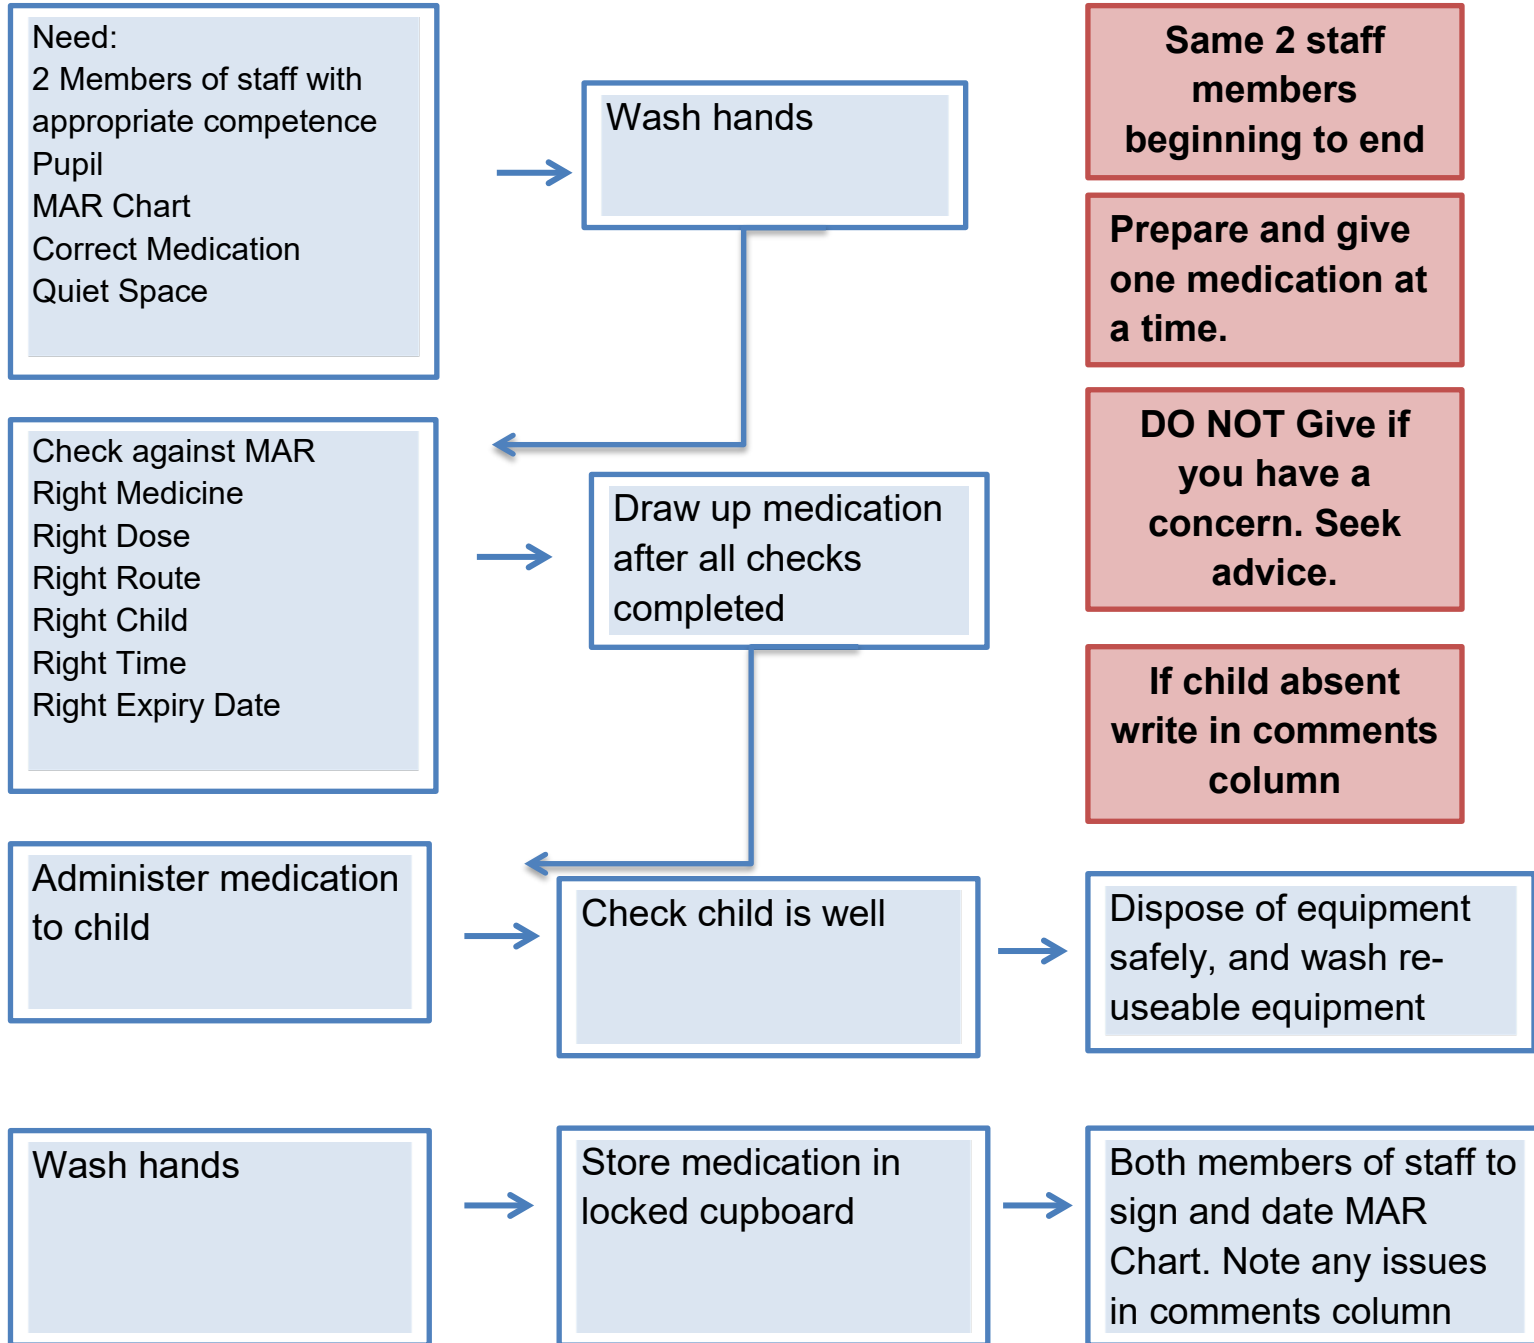 Need:
2 Members of staff with
appropriate competence
Pupil
MAR Chart
Correct Medication
Quiet Space
Wash hands
Same 2 staff
members
beginning to end
Prepare and give
one medication at
a time.
Check against MAR
Right Medicine
Right Dose
Right Route
Right Child
Right Time
Right Expiry Date
Draw up medication
after all checks
completed
DO NOT Give if
you have a
concern. Seek
advice.
If child absent
write in comments
column
Administer medication
to child
Check child is well
Dispose of equipment
safely, and wash re-
useable equipment
Wash hands
Store medication in
locked cupboard
Both members of staff to
sign and date MAR
Chart. Note any issues
in comments column